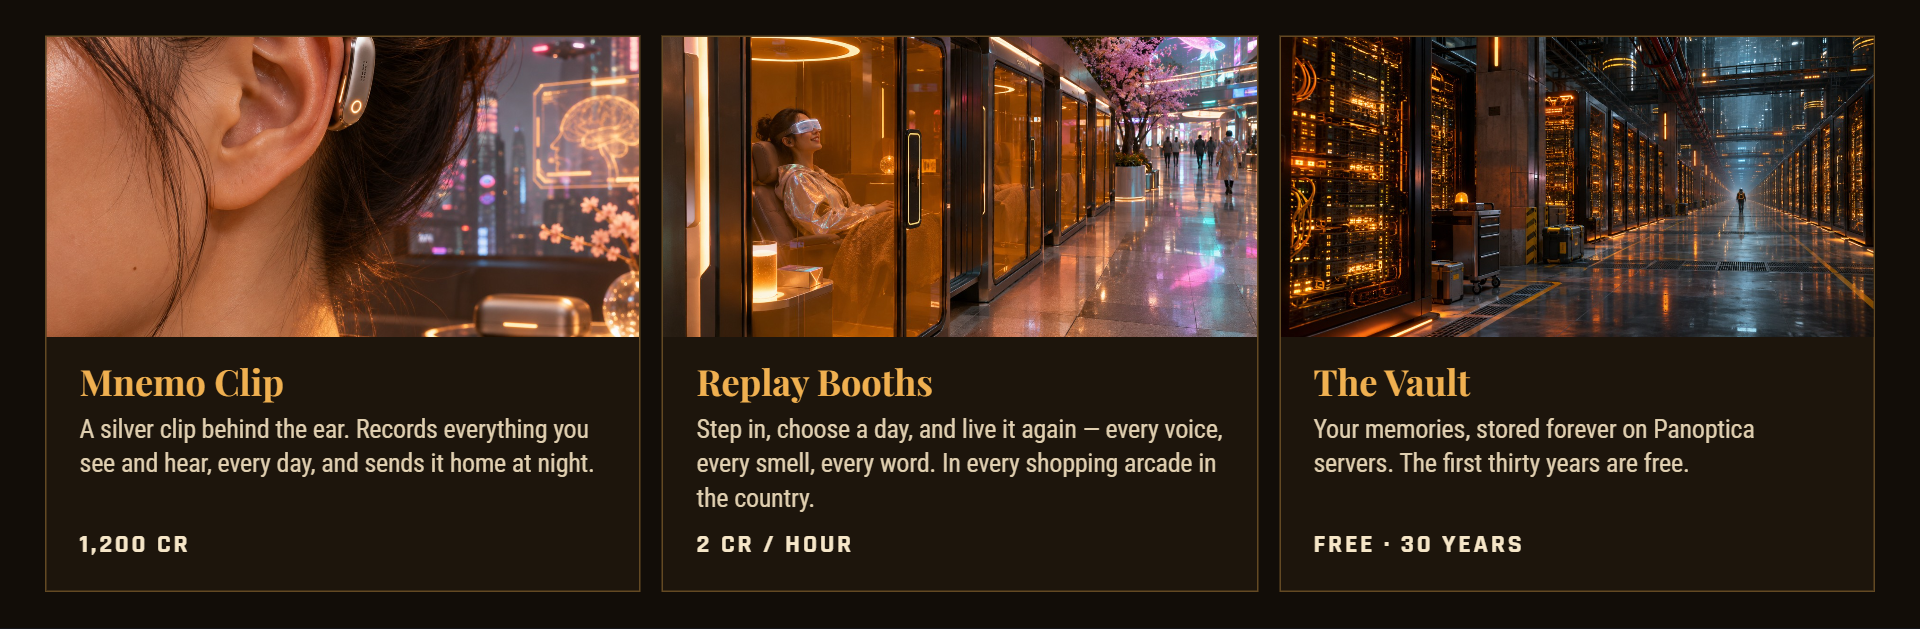 Mnemo Clip
A silver clip behind the ear. Records everything you
see and hear, every day, and sends it home at night.
1,200 CR
Replay Booths
Step in, choose a day, and live it again — every voice,
every smell, every word. In every shopping arcade in
the country.
2 CR / HOUR
The Vault
Your memories, stored forever on Panoptica
servers. The first thirty years are free.
FREE · 30 YEARS